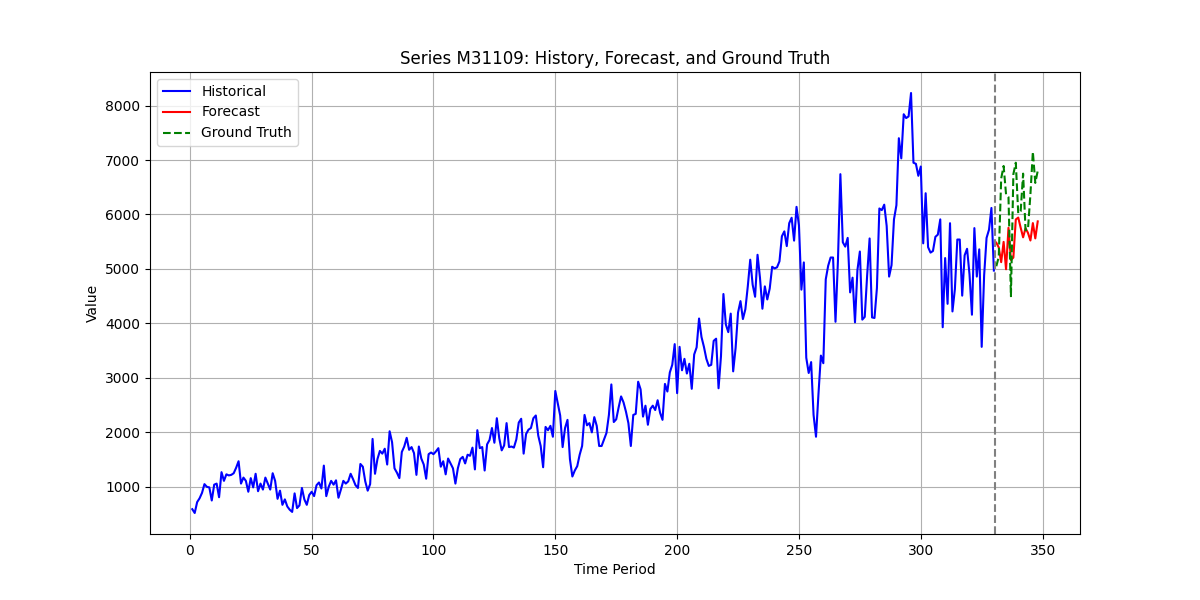 Series M31109: History, Forecast, and Ground Truth
Historical
Forecast
Ground Truth
8000
7000
6000
5000
4000
3000
2000
1000
Value
0 50 100 150 200 250 300 350
Time Period